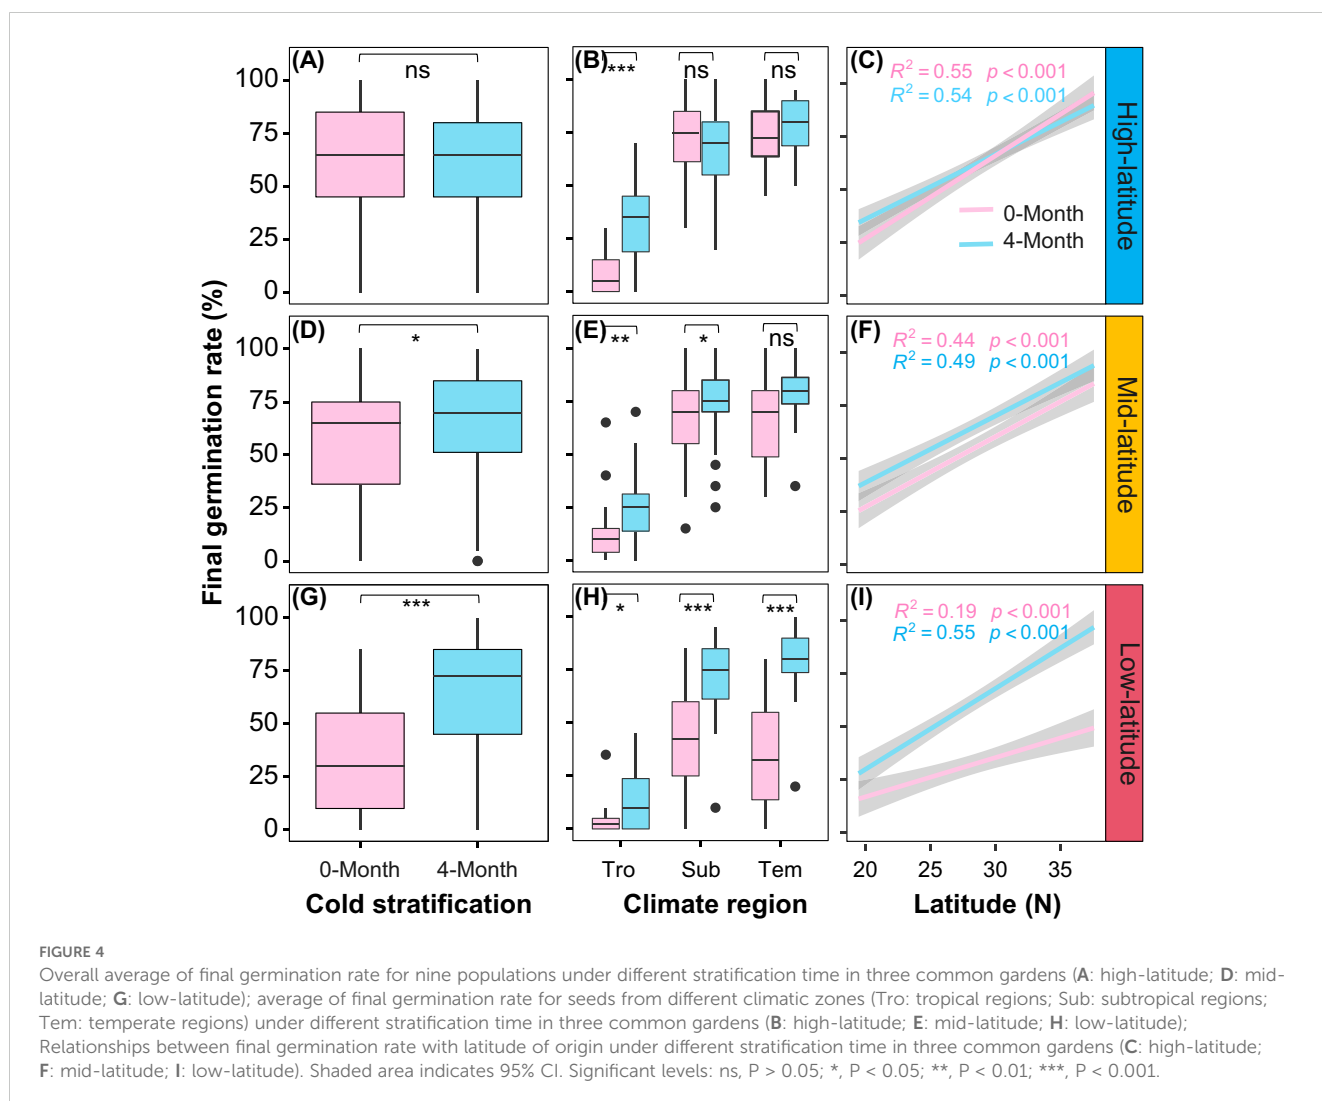 (A)
ns
(B)
***
ns
ns
(C)
R² = 0.55 p < 0.001
R² = 0.54 p < 0.001
0-Month
4-Month
High-latitude
100
75
50
25
0
Final germination rate (%)
(D)
*
(E)
**
*
ns
(F)
R² = 0.44 p < 0.001
R² = 0.49 p < 0.001
Mid-latitude
100
75
50
25
0
(G)
***
(H)
*
***
***
(I)
R² = 0.19 p < 0.001
R² = 0.55 p < 0.001
Low-latitude
100
75
50
25
0
0-Month 4-Month
Tro Sub Tem
20 25 30 35
Cold stratification
Climate region
Latitude (N)
FIGURE 4
Overall average of final germination rate for nine populations under different stratification time in three common gardens (A: high-latitude; D: mid-
latitude; G: low-latitude); average of final germination rate for seeds from different climatic zones (Tro: tropical regions; Sub: subtropical regions;
Tem: temperate regions) under different stratification time in three common gardens (B: high-latitude; E: mid-latitude; H: low-latitude);
Relationships between final germination rate with latitude of origin under different stratification time in three common gardens (C: high-latitude;
F: mid-latitude; I: low-latitude). Shaded area indicates 95% CI. Significant levels: ns, P > 0.05; *, P < 0.05; **, P < 0.01; ***, P < 0.001.